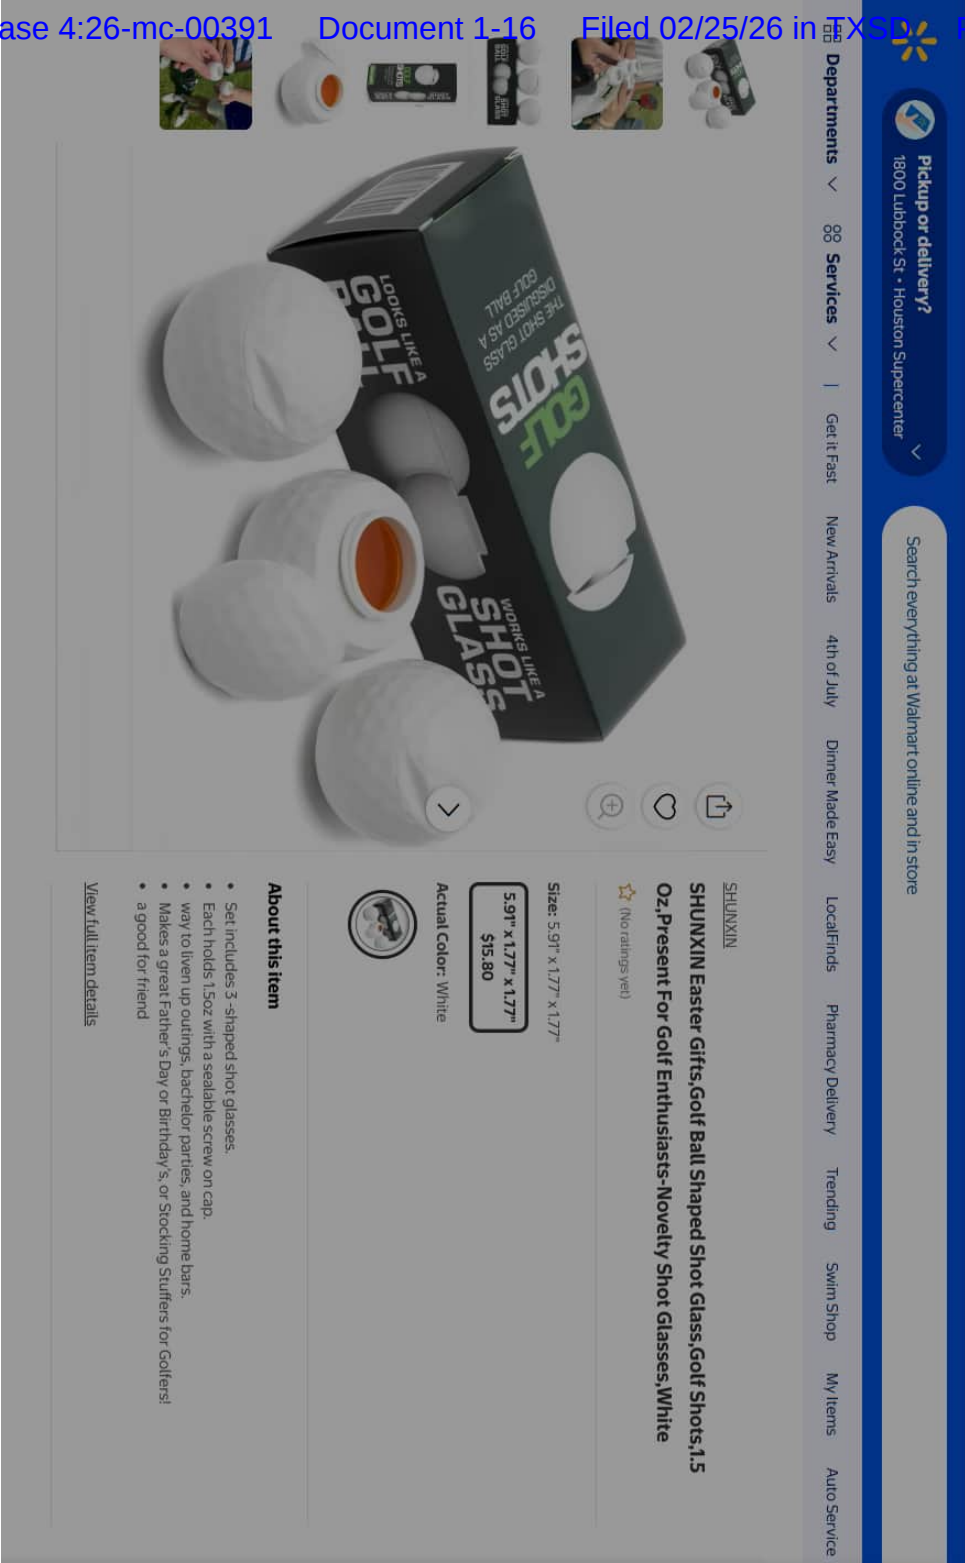 ase 4:26-mc-00391 Document 1-16 Filed 02/25/26 in TXSD
Pickup or delivery?
1800 Lubbock St • Houston Supercenter
Search everything at Walmart online and in store
Departments
Services
Get it Fast
New Arrivals
4th of July
Dinner Made Easy
LocalFinds
Pharmacy Delivery
Trending
Swim Shop
My Items
Auto Service
GOLF
SHOTS
THE SHOT GLASS
DISGUISED AS A
GOLF BALL
LOOKS LIKE A
GOLF
WORKS LIKE A
SHOT
GLASS
SHUNXIN
SHUNXIN Easter Gifts,Golf Ball Shaped Shot Glass,Golf Shots,1.5
Oz,Present For Golf Enthusiasts-Novelty Shot Glasses,White
(No ratings yet)
Size: 5.91" x 1.77" x 1.77"
5.91" x 1.77" x 1.77"
$15.80
Actual Color: White
About this item
• Set includes 3 -shaped shot glasses.
• Each holds 1.5oz with a sealable screw on cap.
• way to liven up outings, bachelor parties, and home bars.
• Makes a great Father's Day or Birthday's, or Stocking Stuffers for Golfers!
• a good for friend
View full item details